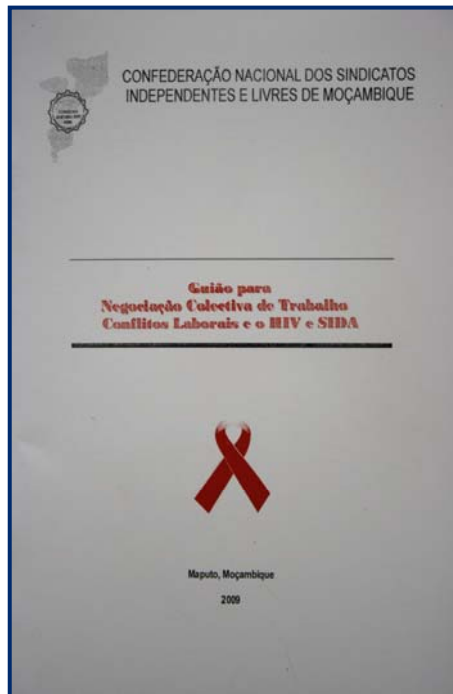 CONFEDERAÇÃO NACIONAL DOS SINDICATOS
INDEPENDENTES E LIVRES DE MOÇAMBIQUE
Guião para
Negociação Colectiva de Trabalho
Conflitos Laborais e o HIV e SIDA
Maputo, Moçambique
2009